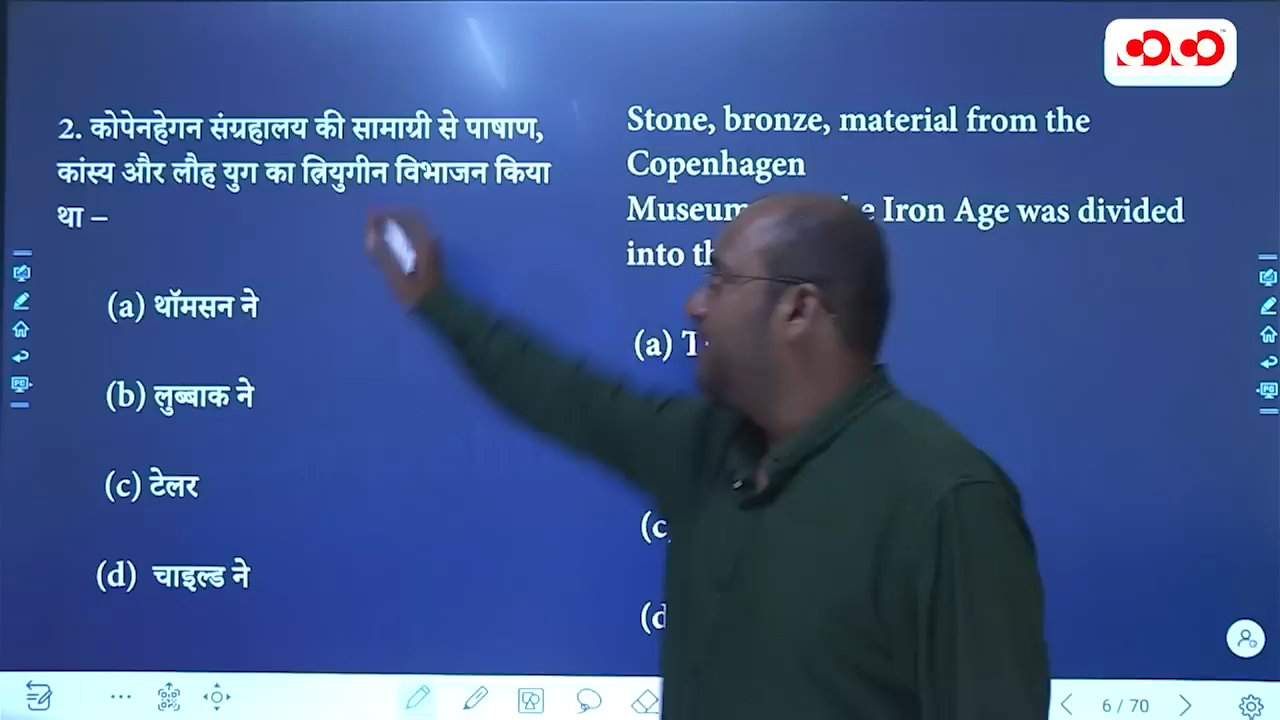 2. कोपेनहेगन संग्रहालय की सामाग्री से पाषाण,
कांस्य और लौह युग का त्रियुगीन विभाजन किया
था –
(a) थॉमसन ने
(b) लुब्बाक ने
(c) टेलर
(d) चाइल्ड ने
Stone, bronze, material from the
Copenhagen
Museum Iron Age was divided
into
(a)
(c
(d
6 / 70